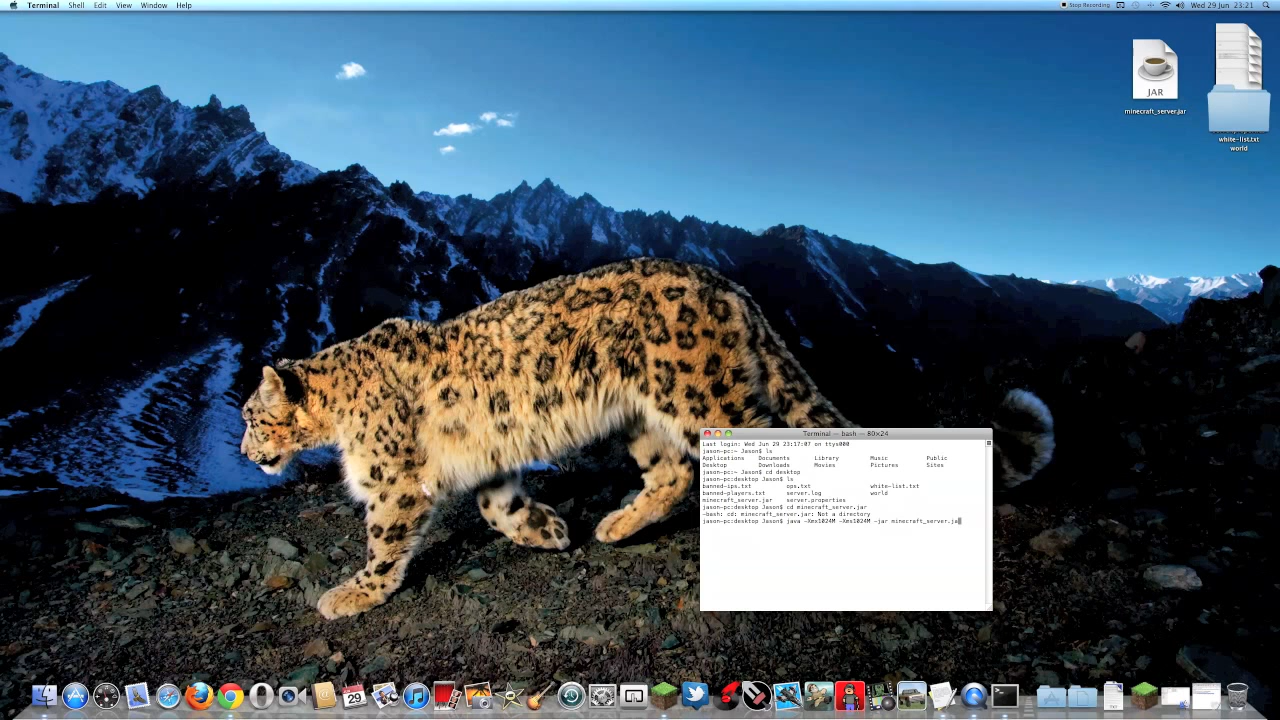 Terminal Shell Edit View Window Help Stop Recording Wed 29 Jun 23:21
JAR
minecraft_server.jar
white-list.txt
world
Terminal — bash — 80×24
Last login: Wed Jun 29 23:17:07 on ttys000
jason-pc:~ Jason$ ls
Applications Documents Library Music Public
Desktop Downloads Movies Pictures Sites
jason-pc:~ Jason$ cd desktop
jason-pc:desktop Jason$ ls
banned-ips.txt ops.txt white-list.txt
banned-players.txt server.log world
minecraft_server.jar server.properties
jason-pc:desktop Jason$ cd minecraft_server.jar
-bash: cd: minecraft_server.jar: Not a directory
jason-pc:desktop Jason$ java -Xmx1024M -Xms1024M -jar minecraft_server.ja
29